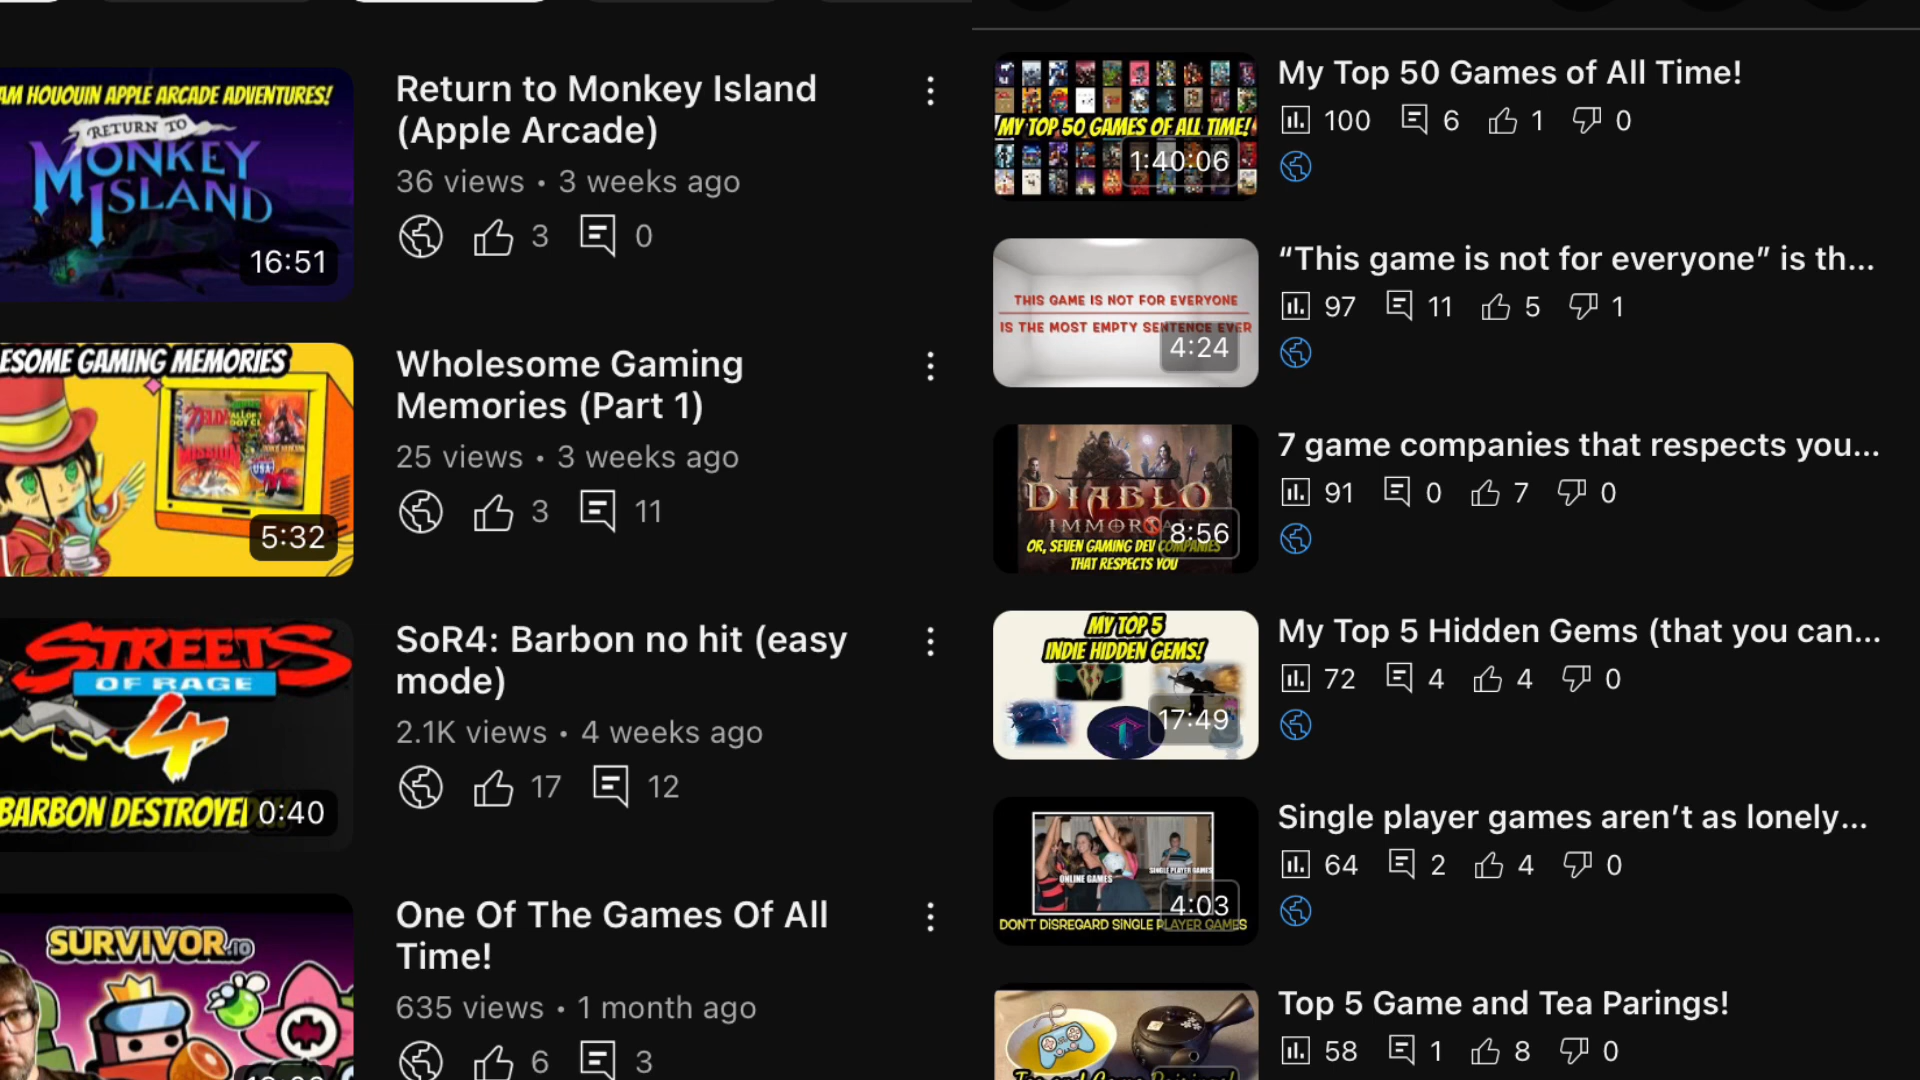 AM HOUOUIN APPLE ARCADE ADVENTURES!
RETURN TO
MONKEY
ISLAND
16:51
Return to Monkey Island
(Apple Arcade)
36 views • 3 weeks ago
3 0
ESOME GAMING MEMORIES
5:32
Wholesome Gaming
Memories (Part 1)
25 views • 3 weeks ago
3 11
STREETS
OF RAGE
4
BARBON DESTROYE
0:40
SoR4: Barbon no hit (easy
mode)
2.1K views • 4 weeks ago
17 12
SURVIVOR.IO
One Of The Games Of All
Time!
635 views • 1 month ago
6 3
MY TOP 50 GAMES OF ALL TIME!
1:40:06
My Top 50 Games of All Time!
100 6 1 0
THIS GAME IS NOT FOR EVERYONE
IS THE MOST EMPTY SENTENCE EVER
4:24
“This game is not for everyone” is th...
97 11 5 1
DIABLO
IMMORTAL
8:56
OR, SEVEN GAMING DEV COMPANIES
THAT RESPECTS YOU
7 game companies that respects you...
91 0 7 0
MY TOP 5
INDIE HIDDEN GEMS!
17:49
My Top 5 Hidden Gems (that you can...
72 4 4 0
ONLINE GAMES
SINGLE PLAYER GAMES
4:03
DON'T DISREGARD SINGLE PLAYER GAMES
Single player games aren’t as lonely...
64 2 4 0
Tea and Game Pairings!
Top 5 Game and Tea Parings!
58 1 8 0